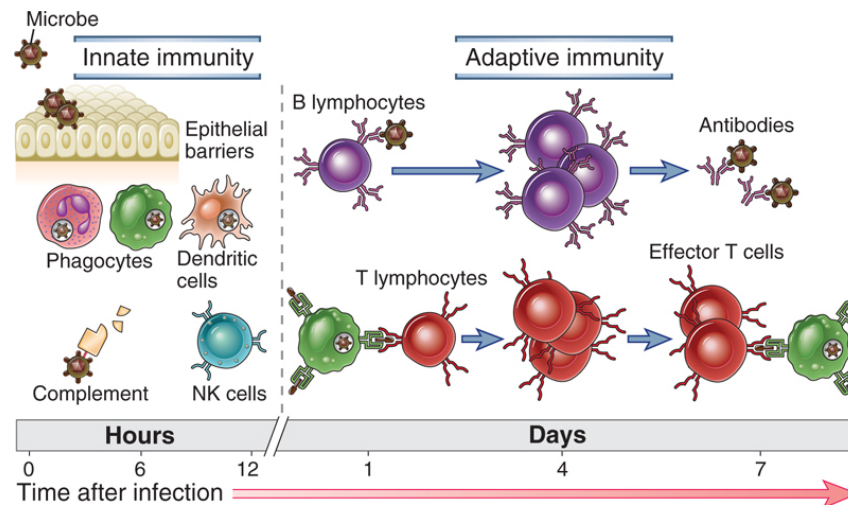 Microbe
Innate immunity
Adaptive immunity
Epithelial
barriers
B lymphocytes
Antibodies
Phagocytes
Dendritic
cells
T lymphocytes
Effector T cells
Complement
NK cells
Hours
Days
0
6
12
1
4
7
Time after infection